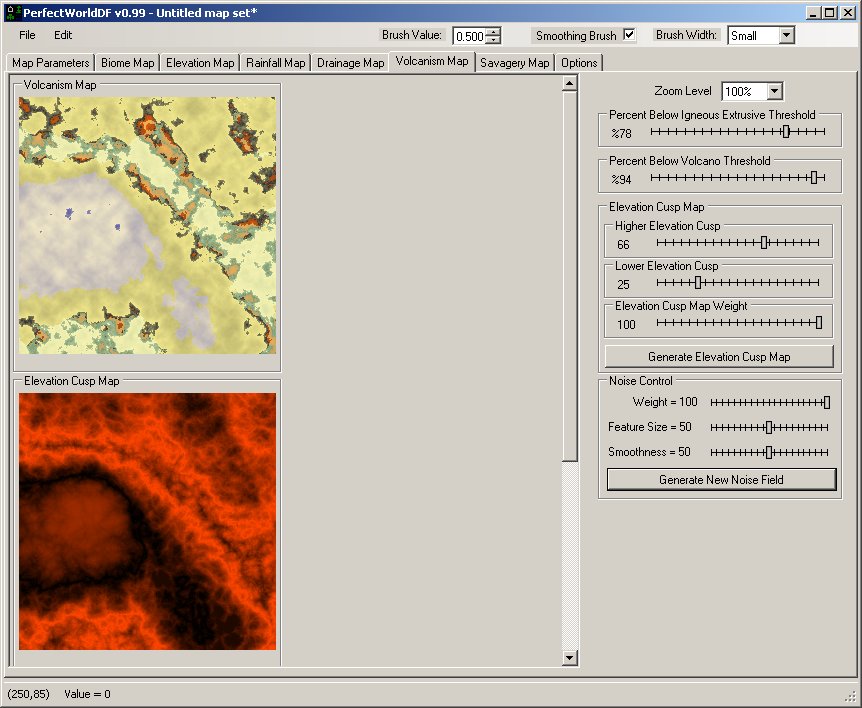 PerfectWorldDF v0.99 - Untitled map set*
File Edit Brush Value: 0.500 Smoothing Brush Brush Width: Small
Map Parameters Biome Map Elevation Map Rainfall Map Drainage Map Volcanism Map Savagery Map Options
Volcanism Map
Elevation Cusp Map
Zoom Level 100%
Percent Below Igneous Extrusive Threshold
%78
Percent Below Volcano Threshold
%94
Elevation Cusp Map
Higher Elevation Cusp
66
Lower Elevation Cusp
25
Elevation Cusp Map Weight
100
Generate Elevation Cusp Map
Noise Control
Weight = 100
Feature Size = 50
Smoothness = 50
Generate New Noise Field
(250,85) Value = 0